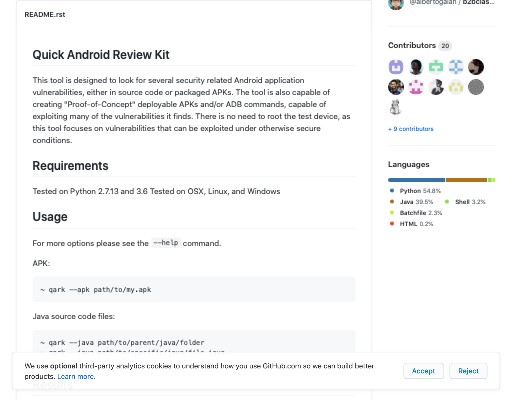 README.rst
@albertogalan / b2bclas...
Contributors 20
+ 9 contributors
Languages
Python 54.8%
Java 39.5% Shell 3.2%
Batchfile 2.3%
HTML 0.2%
Quick Android Review Kit
This tool is designed to look for several security related Android application
vulnerabilities, either in source code or packaged APKs. The tool is also capable of
creating "Proof-of-Concept" deployable APKs and/or ADB commands, capable of
exploiting many of the vulnerabilities it finds. There is no need to root the test device, as
this tool focuses on vulnerabilities that can be exploited under otherwise secure
conditions.
Requirements
Tested on Python 2.7.13 and 3.6 Tested on OSX, Linux, and Windows
Usage
For more options please see the --help command.
APK:
~ qark --apk path/to/my.apk
Java source code files:
~ qark --java path/to/parent/java/folder
We use optional third-party analytics cookies to understand how you use GitHub.com so we can build better
products. Learn more.
Accept Reject